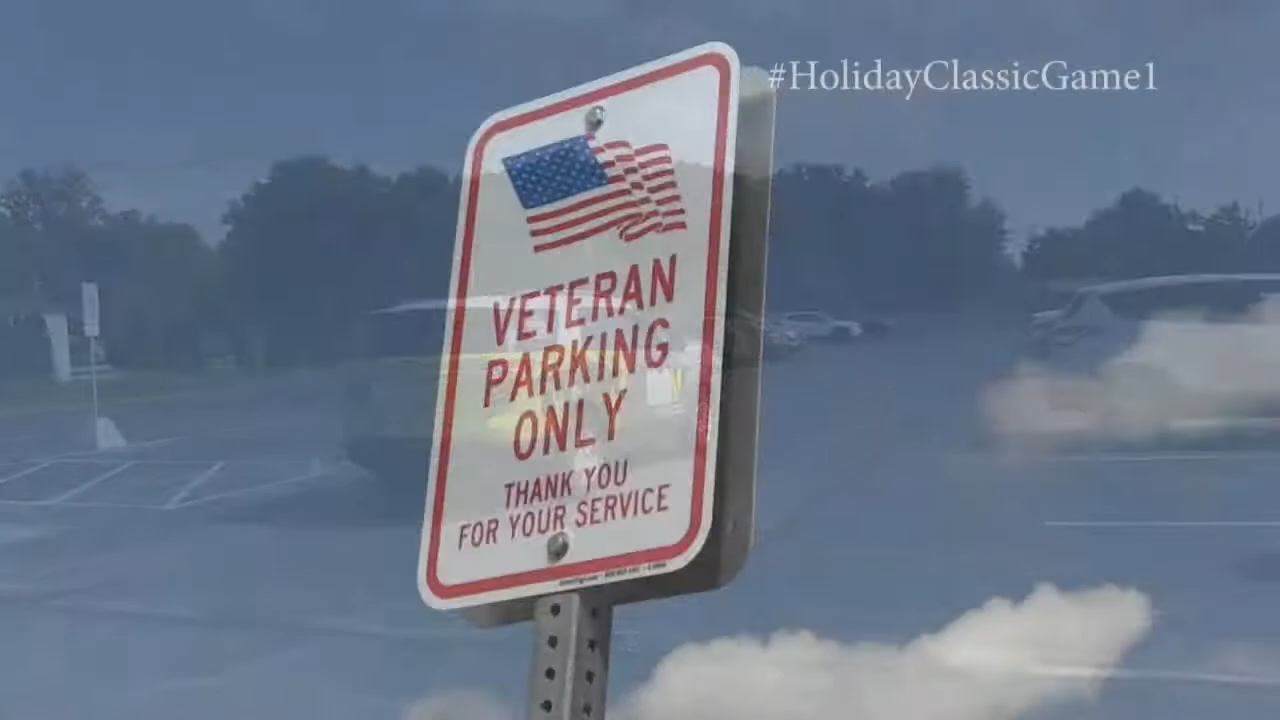 #HolidayClassicGame1
VETERAN
PARKING
ONLY
THANK YOU
FOR YOUR SERVICE